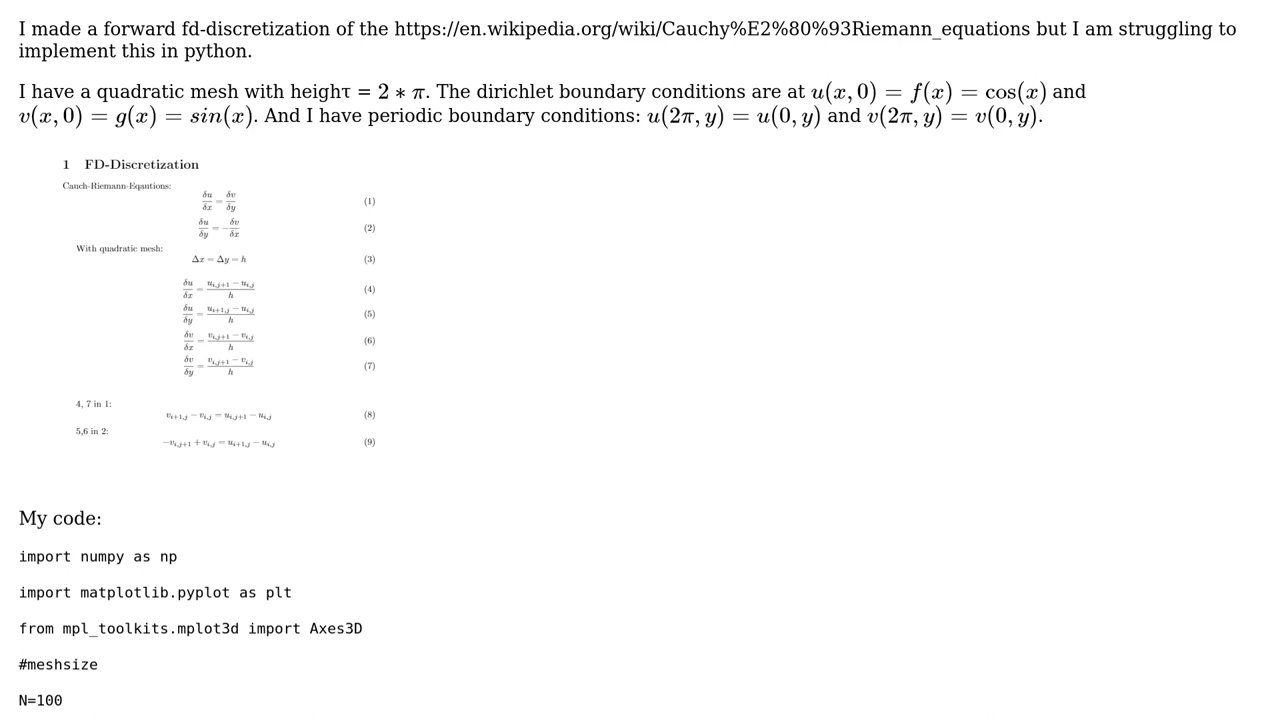 I made a forward fd-discretization of the https://en.wikipedia.org/wiki/Cauchy%E2%80%93Riemann_equations but I am struggling to
implement this in python.
I have a quadratic mesh with heightτ = 2 ∗ π. The dirichlet boundary conditions are at u(x, 0) = f(x) = cos(x) and
v(x, 0) = g(x) = sin(x). And I have periodic boundary conditions: u(2π, y) = u(0, y) and v(2π, y) = v(0, y).
1 FD-Discretization
Cauch-Riemann-Eqautions:
δu/δx = δv/δy (1)
δu/δy = −δv/δx (2)
With quadratic mesh:
Δx = Δy = h (3)
δu/δx = (u_{i,j+1} − u_{i,j})/h (4)
δu/δy = (u_{i+1,j} − u_{i,j})/h (5)
δv/δx = (v_{i,j+1} − v_{i,j})/h (6)
δv/δy = (v_{i,j+1} − v_{i,j})/h (7)
4, 7 in 1:
v_{i+1,j} − v_{i,j} = u_{i,j+1} − u_{i,j} (8)
5,6 in 2:
−v_{i,j+1} + v_{i,j} = u_{i+1,j} − u_{i,j} (9)
My code:
import numpy as np
import matplotlib.pyplot as plt
from mpl_toolkits.mplot3d import Axes3D
#meshsize
N=100